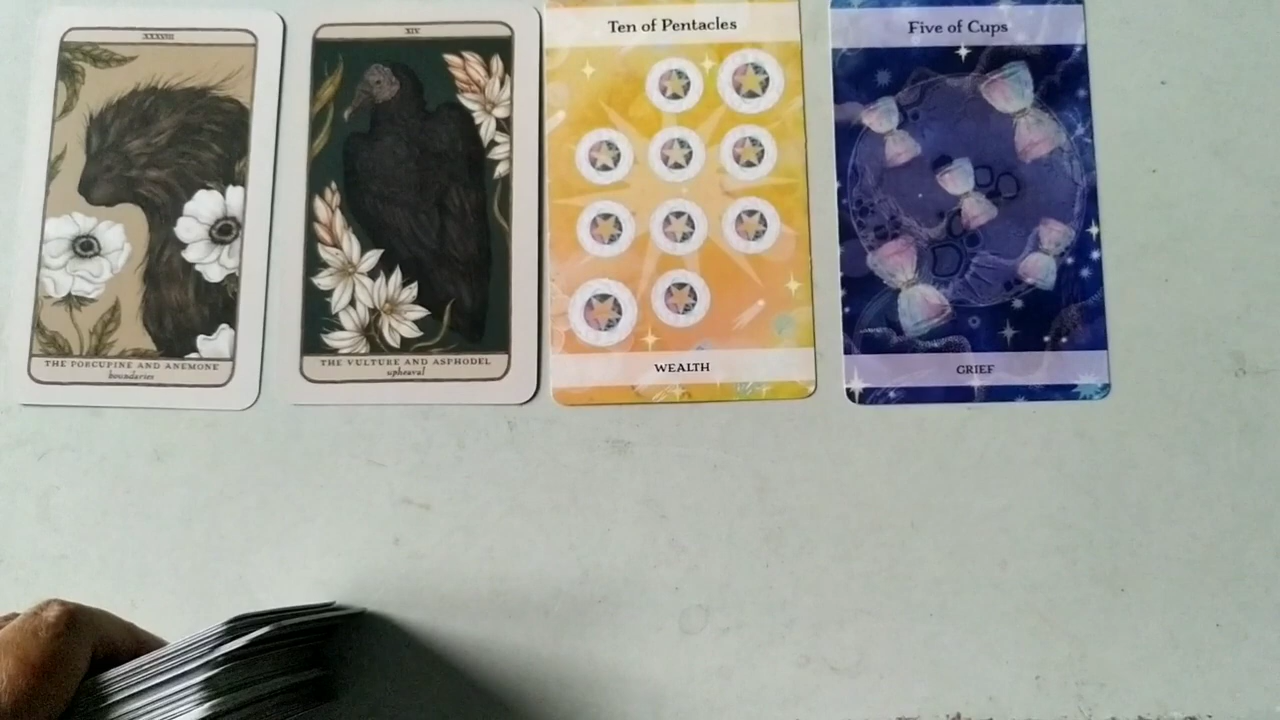 XXXVIII
THE PORCUPINE AND ANEMONE
boundaries
XIV
THE VULTURE AND ASPHODEL
upheaval
Ten of Pentacles
WEALTH
Five of Cups
GRIEF